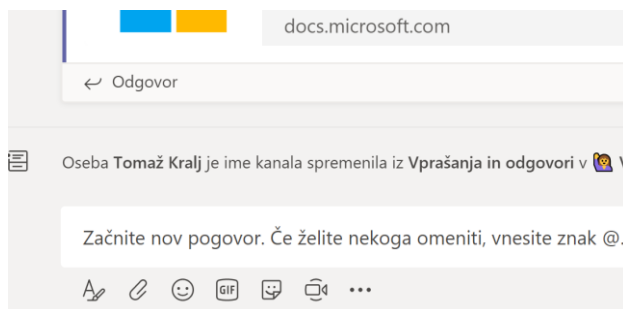 docs.microsoft.com
Odgovor
Oseba Tomaž Kralj je ime kanala spremenila iz Vprašanja in odgovori v 🙋
Začnite nov pogovor. Če želite nekoga omeniti, vnesite znak @.
GIF